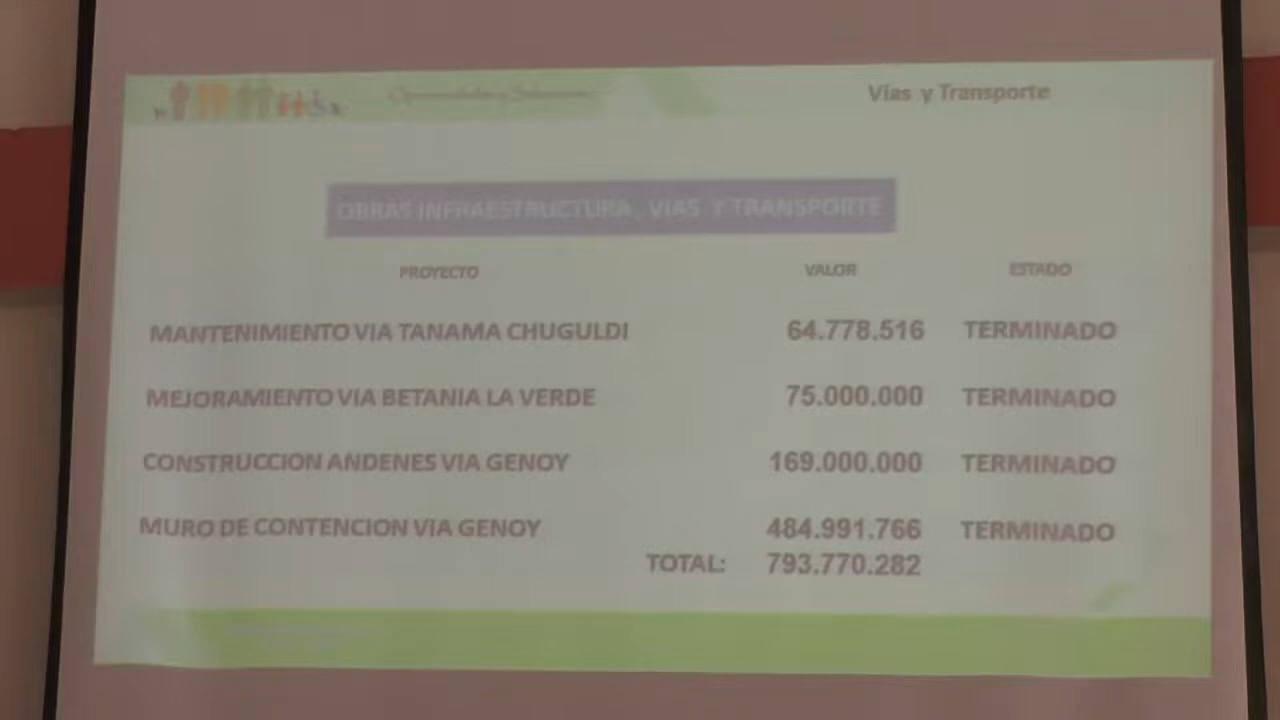 Vías y Transporte
OBRAS INFRAESTRUCTURA, VIAS Y TRANSPORTE
PROYECTO VALOR ESTADO
MANTENIMIENTO VIA TANAMA CHUGULDI 64.778.516 TERMINADO
MEJORAMIENTO VIA BETANIA LA VERDE 75.000.000 TERMINADO
CONSTRUCCION ANDENES VIA GENOY 169.000.000 TERMINADO
MURO DE CONTENCION VIA GENOY 484.991.766 TERMINADO
TOTAL: 793.770.282